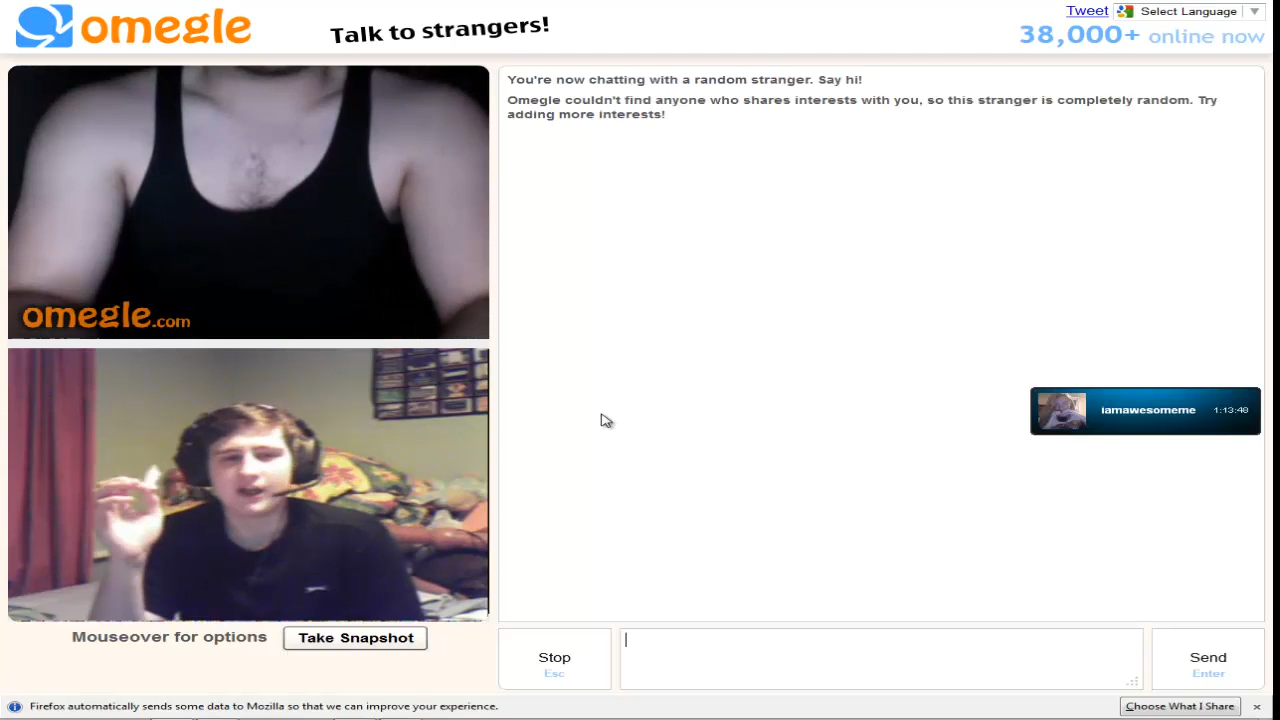 omegle
Talk to strangers!
Tweet
Select Language
38,000+ online now
You're now chatting with a random stranger. Say hi!
Omegle couldn't find anyone who shares interests with you, so this stranger is completely random. Try
adding more interests!
omegle.com
iamawesomeme 1:13:48
Mouseover for options
Take Snapshot
Stop
Esc
Send
Enter
Firefox automatically sends some data to Mozilla so that we can improve your experience.
Choose What I Share